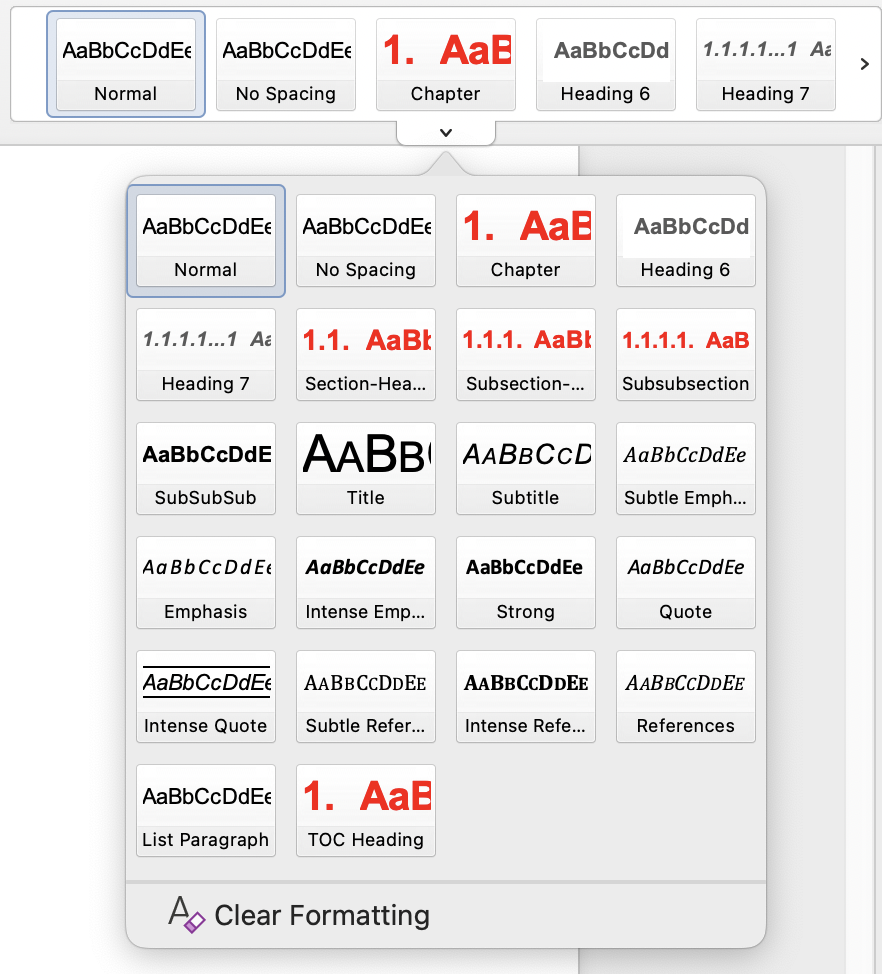 AaBbCcDdEe AaBbCcDdEe 1. AaB AaBbCcDd 1.1.1.1...1 Aa
Normal No Spacing Chapter Heading 6 Heading 7
AaBbCcDdEe AaBbCcDdEe 1. AaB AaBbCcDd
Normal No Spacing Chapter Heading 6
1.1.1.1...1 Aa 1.1. AaBb 1.1.1. AaBb 1.1.1.1. AaB
Heading 7 Section-Hea... Subsection-... Subsubsection
AaBbCcDdE AaBb AaBbCcD AaBbCcDdEe
SubSubSub Title Subtitle Subtle Emph...
AaBbCcDdEe AaBbCcDdEe AaBbCcDdEe AaBbCcDdEe
Emphasis Intense Emp... Strong Quote
AaBbCcDdEe AaBbCcDdEe AaBbCcDdEe AaBbCcDdEe
Intense Quote Subtle Refer... Intense Refe... References
AaBbCcDdEe 1. AaB
List Paragraph TOC Heading
Clear Formatting